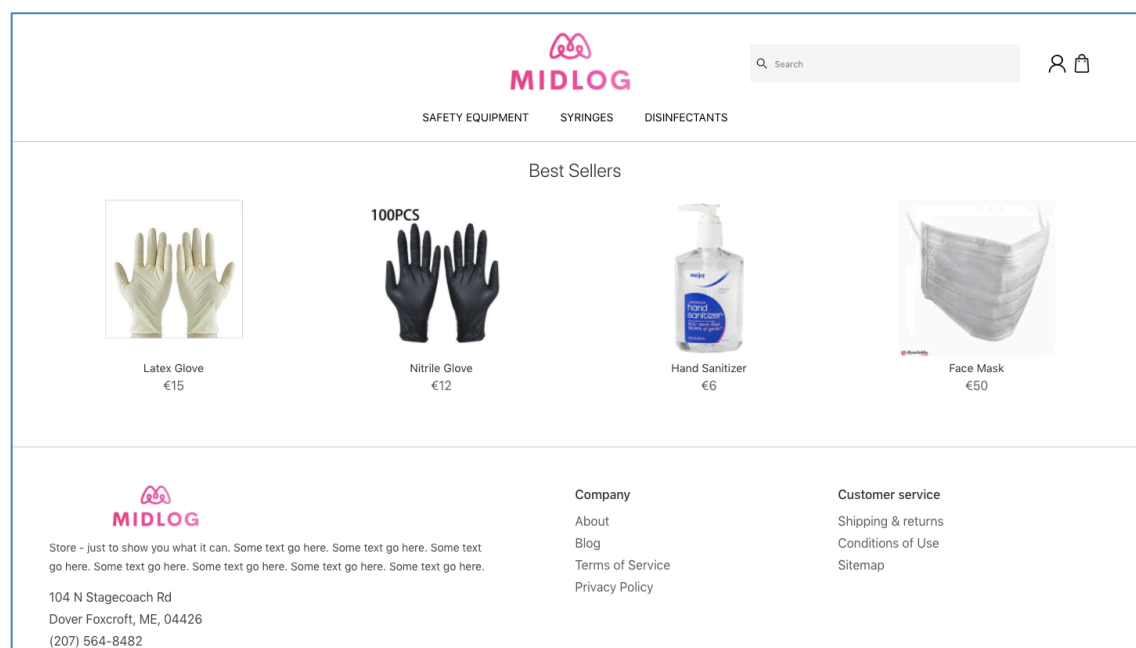 MIDLOG
Search
SAFETY EQUIPMENT SYRINGES DISINFECTANTS
Best Sellers
100PCS
meijer
hand
sanitizer
Latex Glove
€15
Nitrile Glove
€12
Hand Sanitizer
€6
Face Mask
€50
MIDLOG
Store - just to show you what it can. Some text go here. Some text go here. Some text
go here. Some text go here. Some text go here. Some text go here. Some text go here.
104 N Stagecoach Rd
Dover Foxcroft, ME, 04426
(207) 564-8482
Company
About
Blog
Terms of Service
Privacy Policy
Customer service
Shipping & returns
Conditions of Use
Sitemap